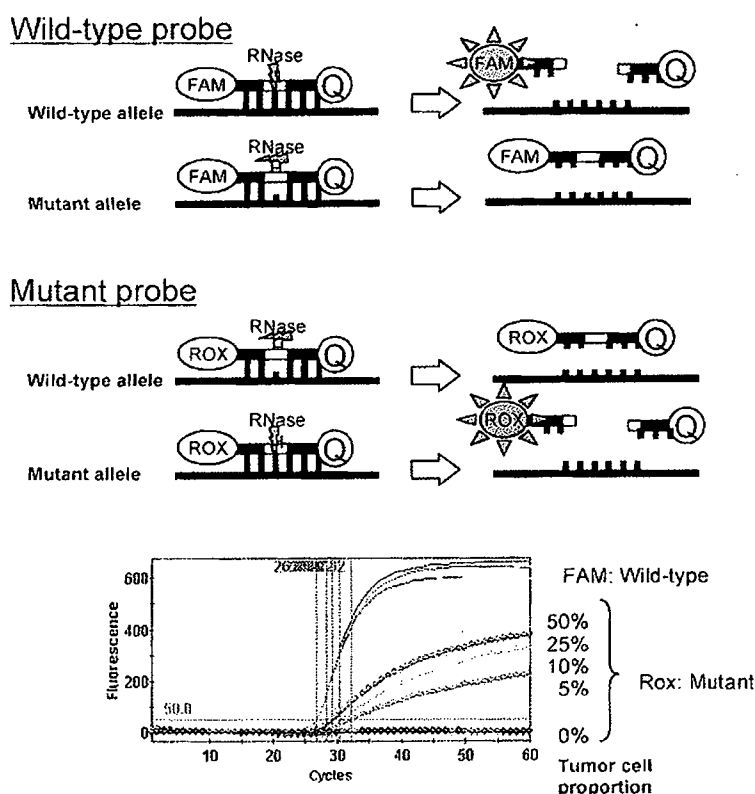 Wild-type probe
RNase
FAM
Q
FAM
Q
Wild-type allele
RNase
FAM
Q
FAM
Q
Mutant allele
Mutant probe
RNase
ROX
Q
ROX
Q
Wild-type allele
RNase
ROX
Q
ROX
Q
Mutant allele
600
400
200
0
Fluorescence
50.0
10
20
30
40
50
60
Cycles
FAM: Wild-type
50%
25%
10%
5%
0%
Rox: Mutant
Tumor cell
proportion